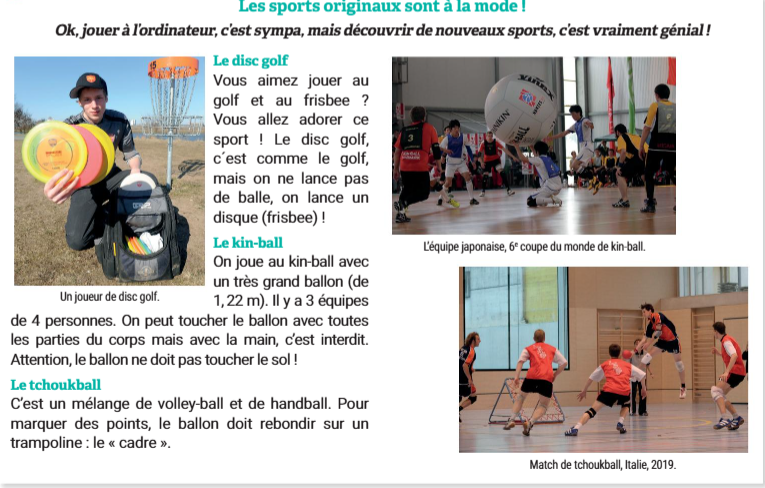 Les sports originaux sont à la mode !
Ok, jouer à l'ordinateur, c'est sympa, mais découvrir de nouveaux sports, c'est vraiment génial !
Le disc golf
Vous aimez jouer au
golf et au frisbee ?
Vous allez adorer ce
sport ! Le disc golf,
c´est comme le golf,
mais on ne lance pas
de balle, on lance un
disque (frisbee) !
Un joueur de disc golf.
Le kin-ball
On joue au kin-ball avec
un très grand ballon (de
1,22 m). Il y a 3 équipes
de 4 personnes. On peut toucher le ballon avec toutes
les parties du corps mais avec la main, c'est interdit.
Attention, le ballon ne doit pas toucher le sol !
Le tchoukball
C'est un mélange de volley-ball et de handball. Pour
marquer des points, le ballon doit rebondir sur un
trampoline : le « cadre ».
L'équipe japonaise, 6e coupe du monde de kin-ball.
Match de tchoukball, Italie, 2019.